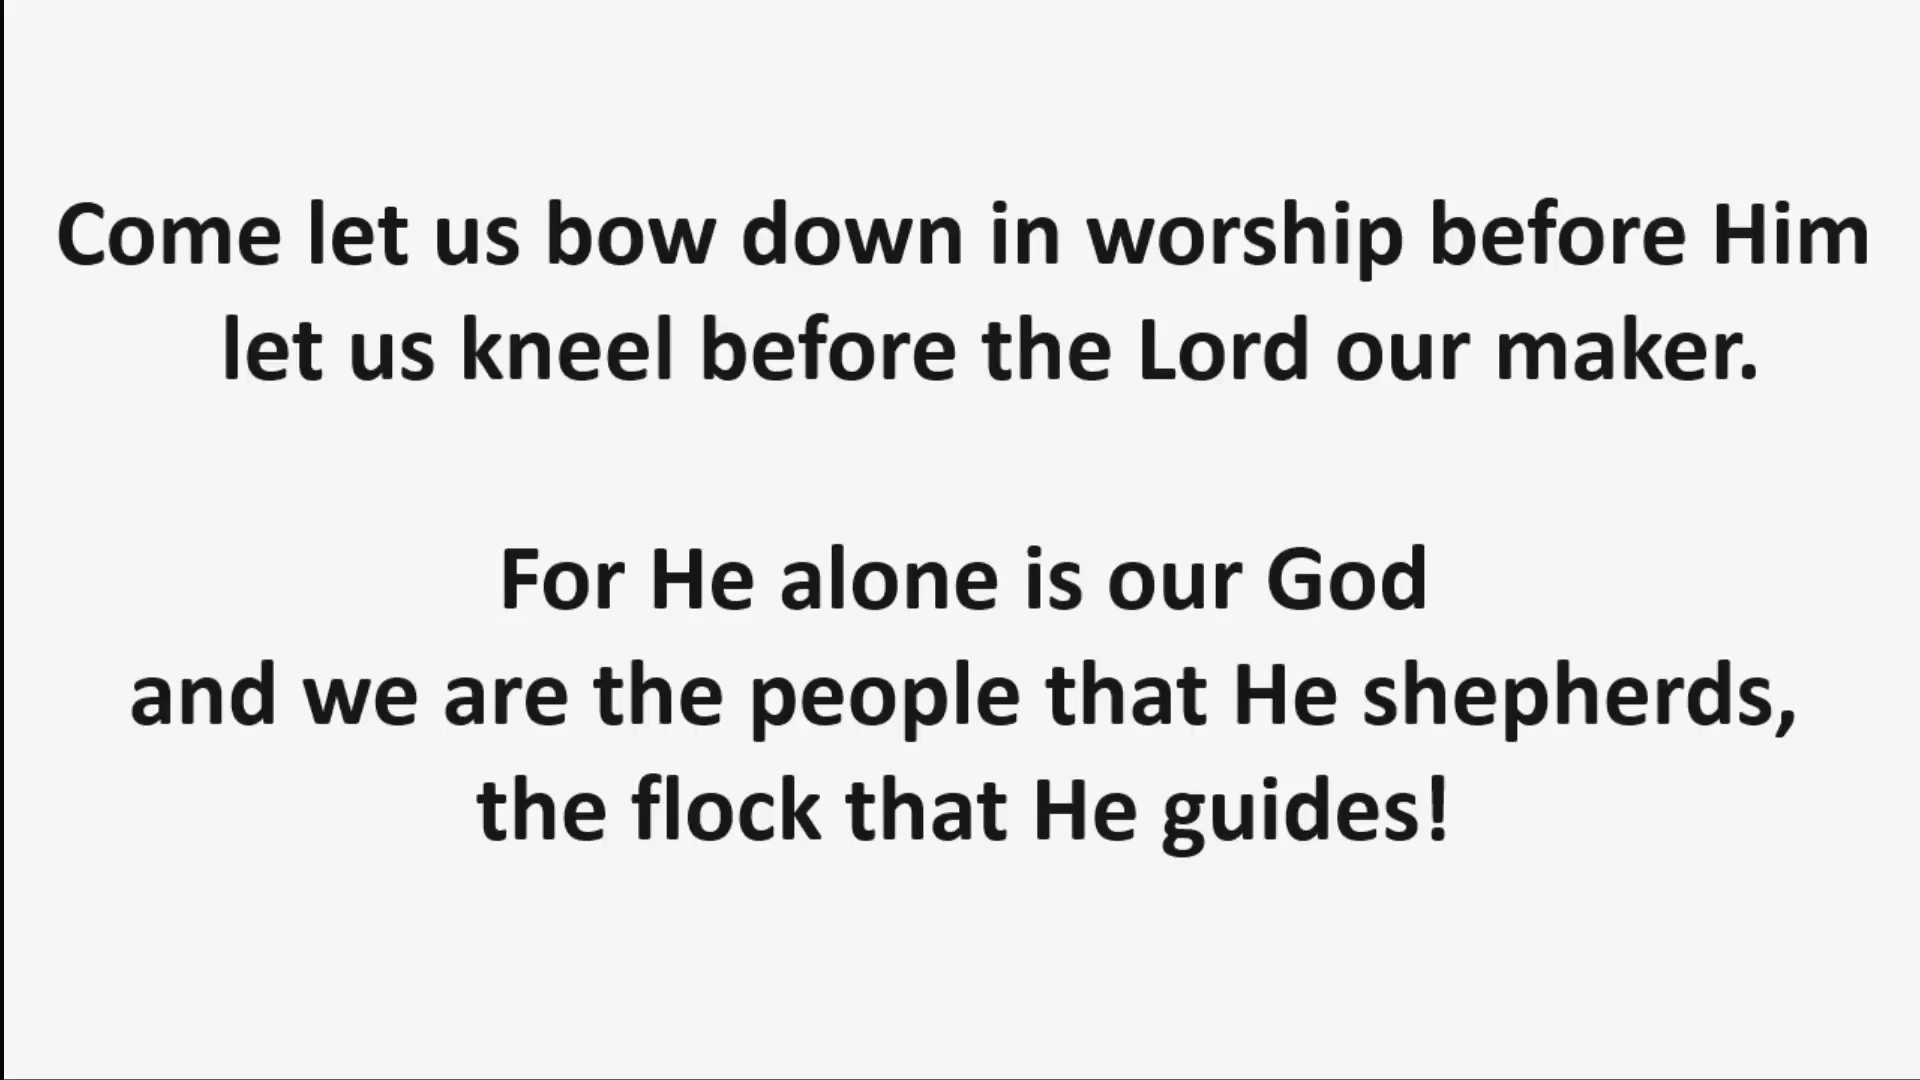 Come let us bow down in worship before Him
let us kneel before the Lord our maker.
For He alone is our God
and we are the people that He shepherds,
the flock that He guides!